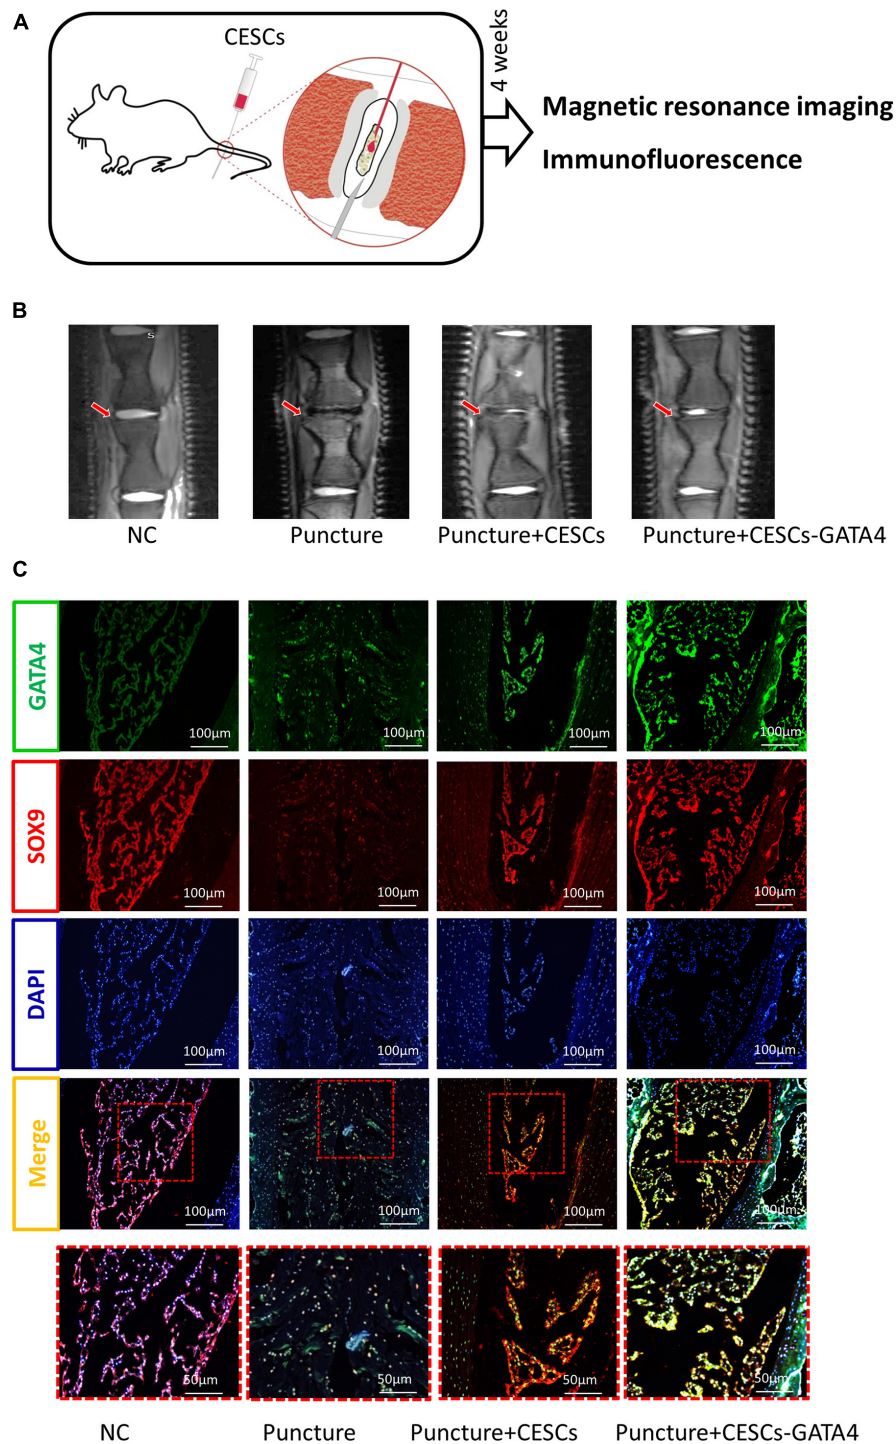 A
CESCs
4 weeks
Magnetic resonance imaging
Immunofluorescence
B
S
NC Puncture Puncture+CESCs Puncture+CESCs-GATA4
C
GATA4
100μm 100μm 100μm 100μm
SOX9
100μm 100μm 100μm 100μm
DAPI
100μm 100μm 100μm 100μm
Merge
100μm 100μm 100μm 100μm
50μm 50μm 50μm 50μm
NC Puncture Puncture+CESCs Puncture+CESCs-GATA4